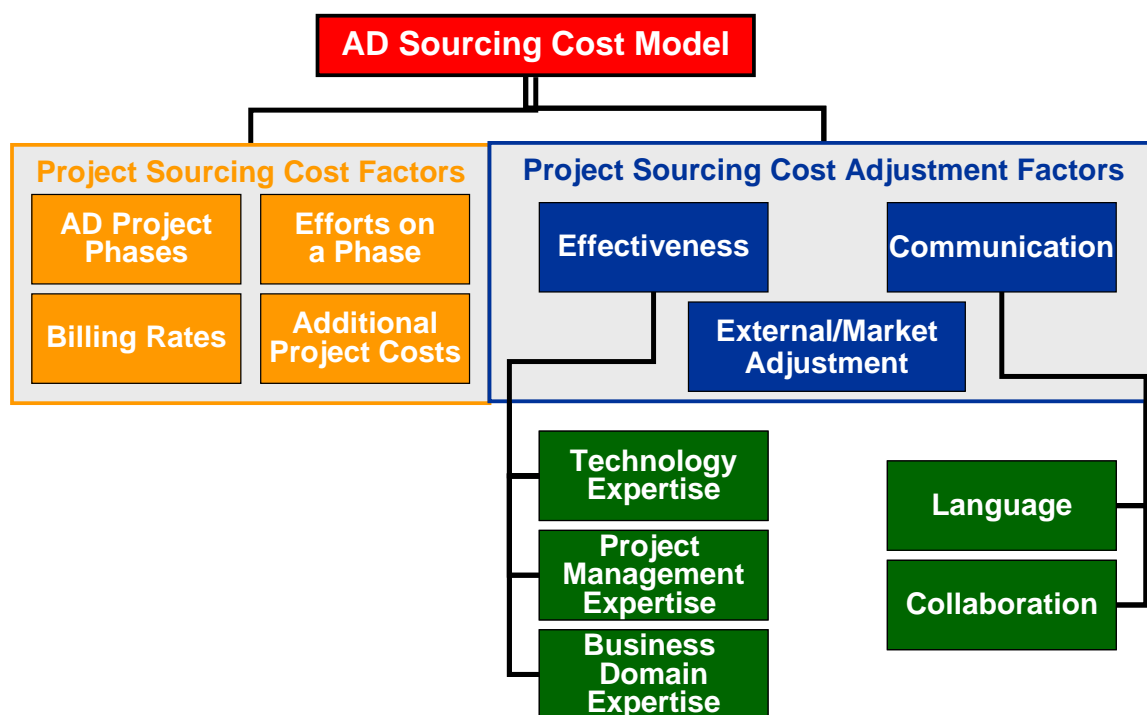 AD Sourcing Cost Model
Project Sourcing Cost Factors
AD Project
Phases
Efforts on
a Phase
Billing Rates
Additional
Project Costs
Project Sourcing Cost Adjustment Factors
Effectiveness
Communication
External/Market
Adjustment
Technology
Expertise
Project
Management
Expertise
Business
Domain
Expertise
Language
Collaboration